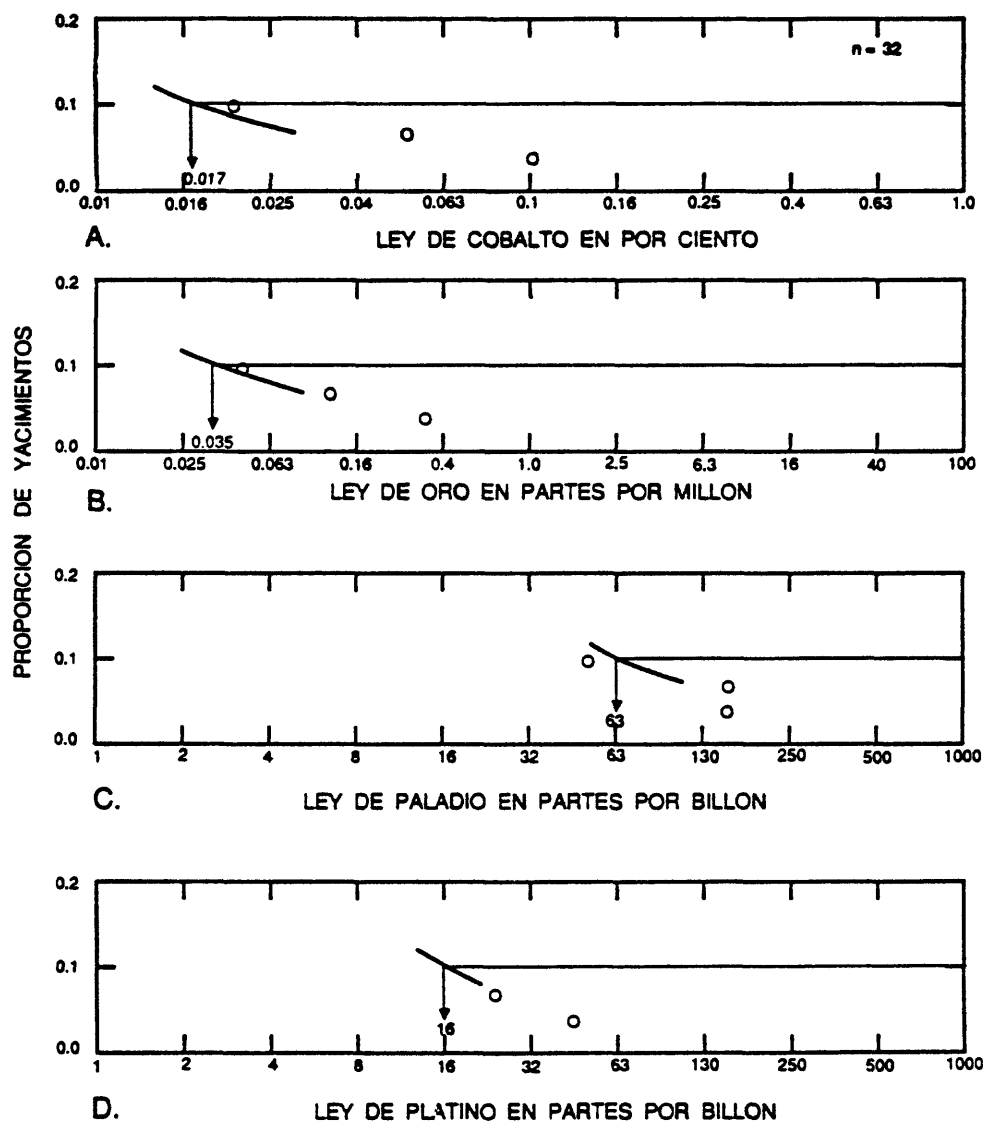 PROPORCION DE YACIMIENTOS
0.2
n = 32
0.1
0.017
0.0
0.01 0.016 0.025 0.04 0.063 0.1 0.16 0.25 0.4 0.63 1.0
A. LEY DE COBALTO EN POR CIENTO
0.2
0.1
0.035
0.0
0.01 0.025 0.063 0.16 0.4 1.0 2.5 6.3 16 40 100
B. LEY DE ORO EN PARTES POR MILLON
0.2
0.1
63
0.0
1 2 4 8 16 32 63 130 250 500 1000
C. LEY DE PALADIO EN PARTES POR BILLON
0.2
0.1
16
0.0
1 2 4 8 16 32 63 130 250 500 1000
D. LEY DE PLATINO EN PARTES POR BILLON